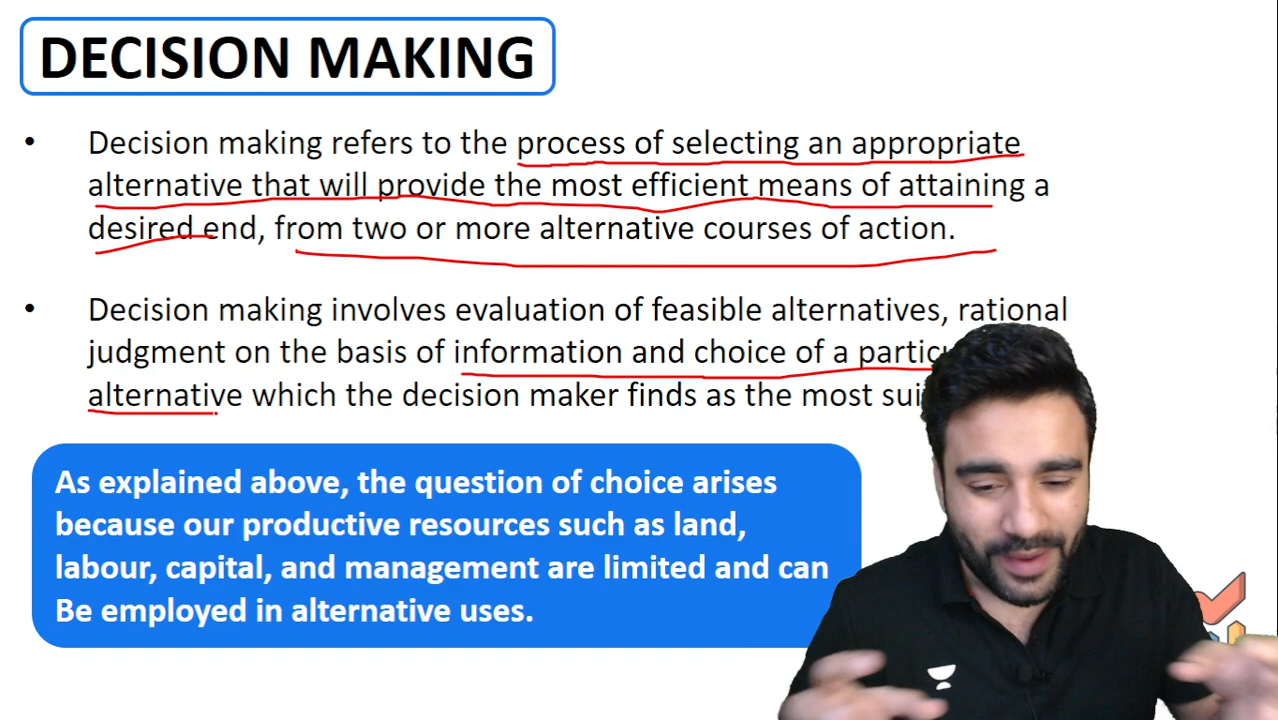 DECISION MAKING
• Decision making refers to the process of selecting an appropriate
alternative that will provide the most efficient means of attaining a
desired end, from two or more alternative courses of action.
• Decision making involves evaluation of feasible alternatives, rational
judgment on the basis of information and choice of a
alternative which the decision maker finds as the most
As explained above, the question of choice arises
because our productive resources such as land,
labour, capital, and management are limited and can
Be employed in alternative uses.